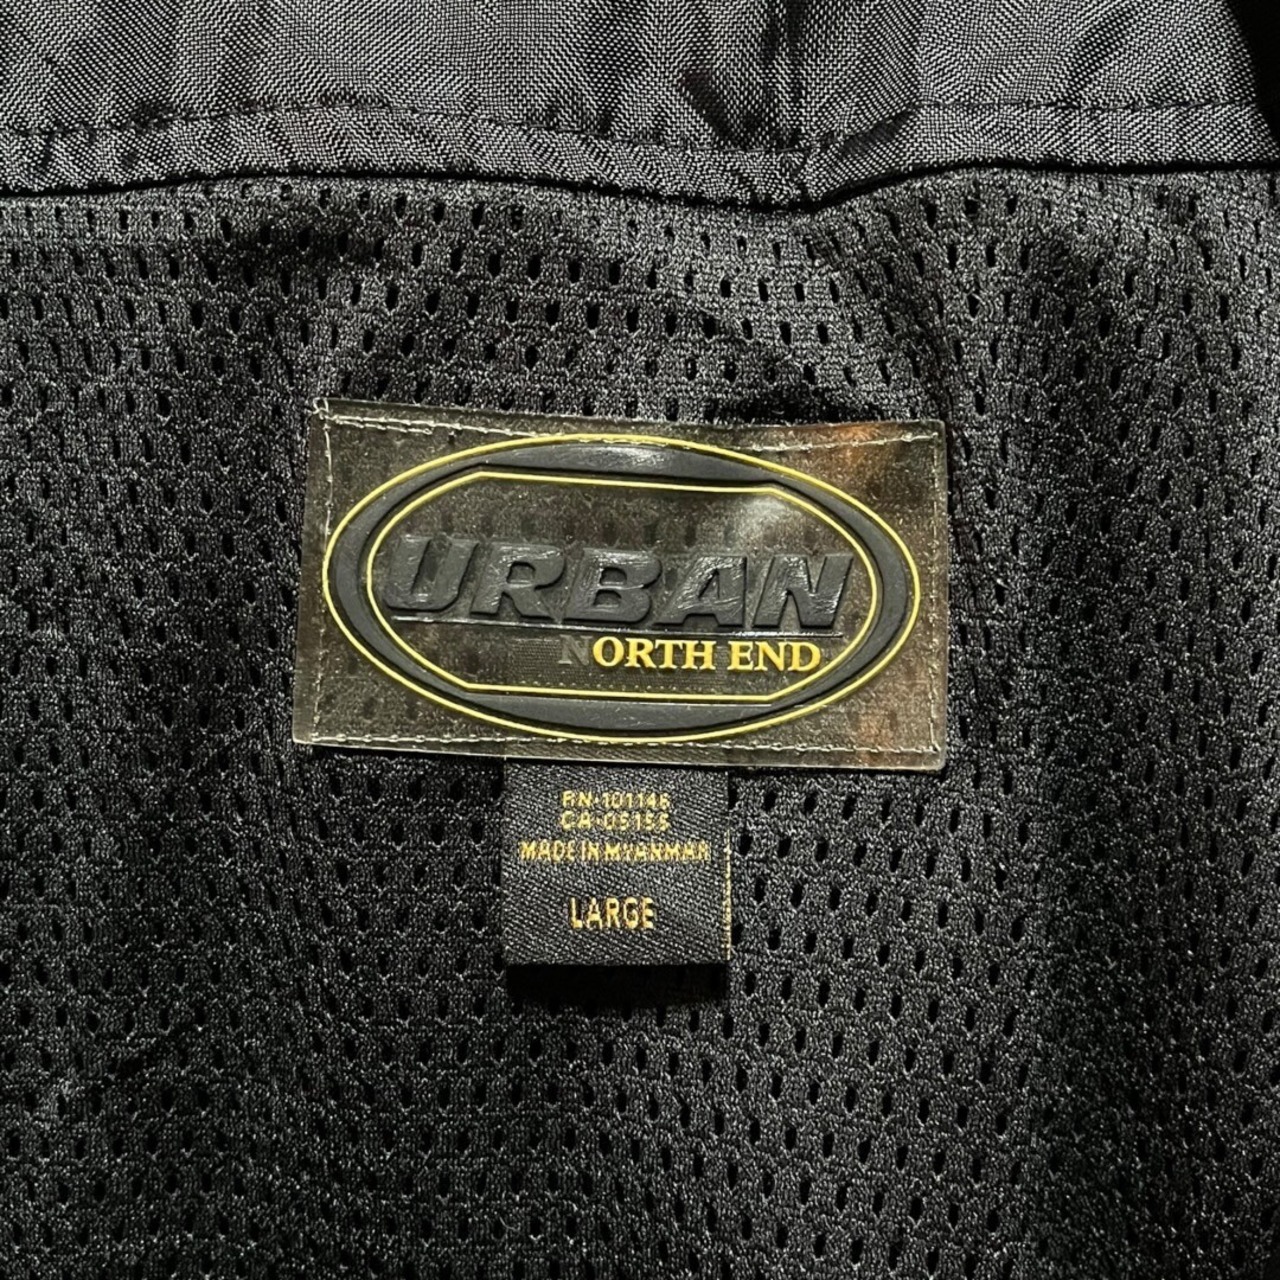 URBAN
NORTH END
RN·101146
CA·05155
MADE IN MYANMAR
LARGE